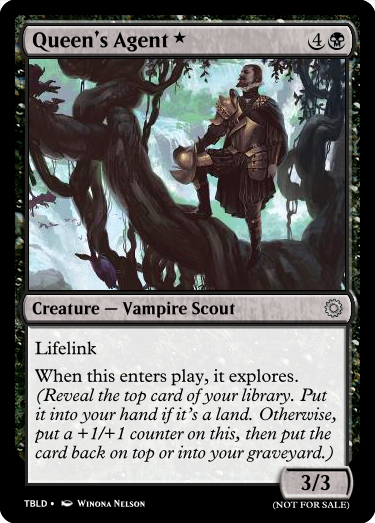 Queen's Agent ★ 4
Creature — Vampire Scout
Lifelink
When this enters play, it explores.
(Reveal the top card of your library. Put
it into your hand if it's a land. Otherwise,
put a +1/+1 counter on this, then put the
card back on top or into your graveyard.)
3/3
TBLD • Winona Nelson
(NOT FOR SALE)